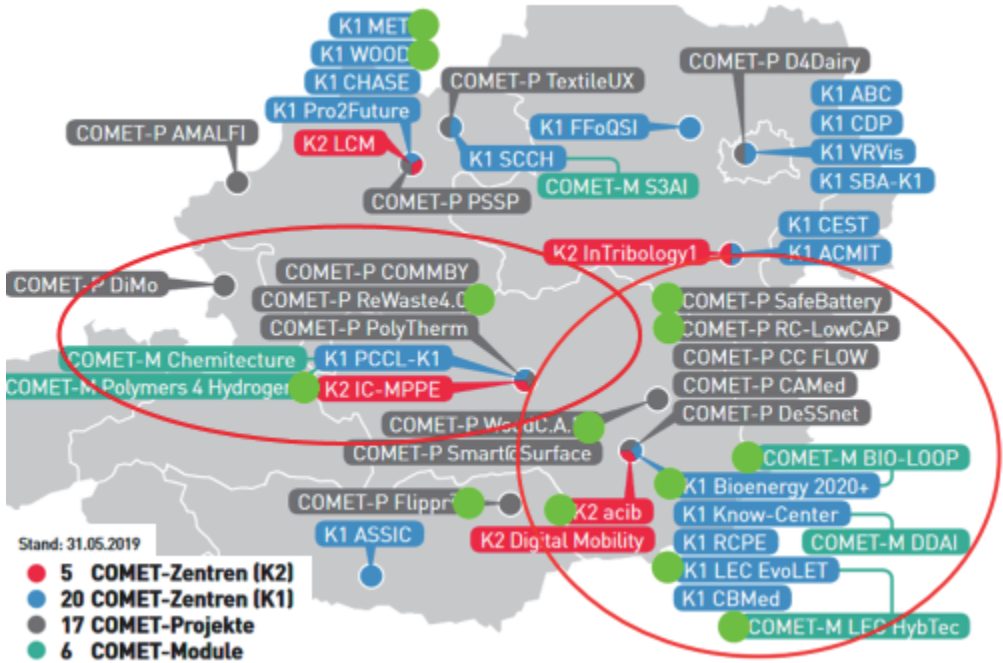 K1 MET
K1 WOOD
K1 CHASE
K1 Pro2Future
K2 LCM
COMET-P PSSP
COMET-P AMALFI
COMET-P TextileUX
K1 SCCH
COMET-M S3AI
K1 FFoQSI
COMET-P D4Dairy
K1 ABC
K1 CDP
K1 VRVis
K1 SBA-K1
K1 CEST
K1 ACMIT
K2 InTribology1
COMET-P DiMo
COMET-P COMMBY
COMET-P ReWaste4.0
COMET-P PolyTherm
COMET-M Chemitecture
K1 PCCL-K1
COMET-M Polymers 4 Hydrogen
K2 IC-MPPE
COMET-P SafeBattery
COMET-P RC-LowCAP
COMET-P CC FLOW
COMET-P CAMed
COMET-P DeSSnet
COMET-P WoodC.A.
COMET-P Smart@Surface
COMET-M BIO-LOOP
K1 Bioenergy 2020+
COMET-P Flippr
K2 acib
K1 Know-Center
K1 ASSIC
K2 Digital Mobility
K1 RCPE
COMET-M DDAI
K1 LEC EvoLET
K1 CBMed
COMET-M LEC HybTec
Stand: 31.05.2019
5 COMET-Zentren (K2)
20 COMET-Zentren (K1)
17 COMET-Projekte
6 COMET-Module